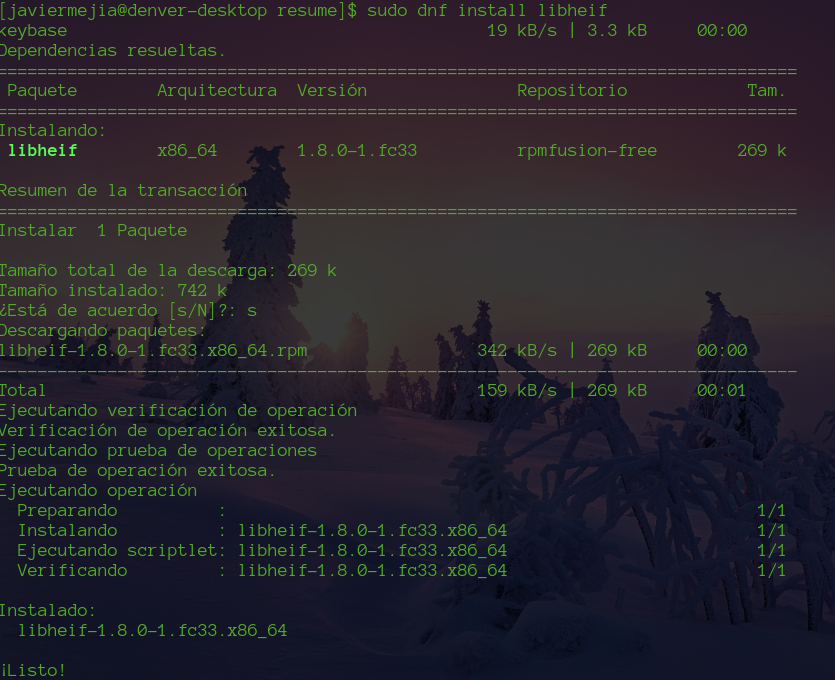 [javiermejia@denver-desktop resume]$ sudo dnf install libheif
keybase 19 kB/s | 3.3 kB 00:00
Dependencias resueltas.
================================================================================
Paquete Arquitectura Versión Repositorio Tam.
================================================================================
Instalando:
libheif x86_64 1.8.0-1.fc33 rpmfusion-free 269 k
Resumen de la transacción
================================================================================
Instalar 1 Paquete
Tamaño total de la descarga: 269 k
Tamaño instalado: 742 k
¿Está de acuerdo [s/N]?: s
Descargando paquetes:
libheif-1.8.0-1.fc33.x86_64.rpm 342 kB/s | 269 kB 00:00
--------------------------------------------------------------------------------
Total 159 kB/s | 269 kB 00:01
Ejecutando verificación de operación
Verificación de operación exitosa.
Ejecutando prueba de operaciones
Prueba de operación exitosa.
Ejecutando operación
Preparando : 1/1
Instalando : libheif-1.8.0-1.fc33.x86_64 1/1
Ejecutando scriptlet: libheif-1.8.0-1.fc33.x86_64 1/1
Verificando : libheif-1.8.0-1.fc33.x86_64 1/1
Instalado:
libheif-1.8.0-1.fc33.x86_64
¡Listo!